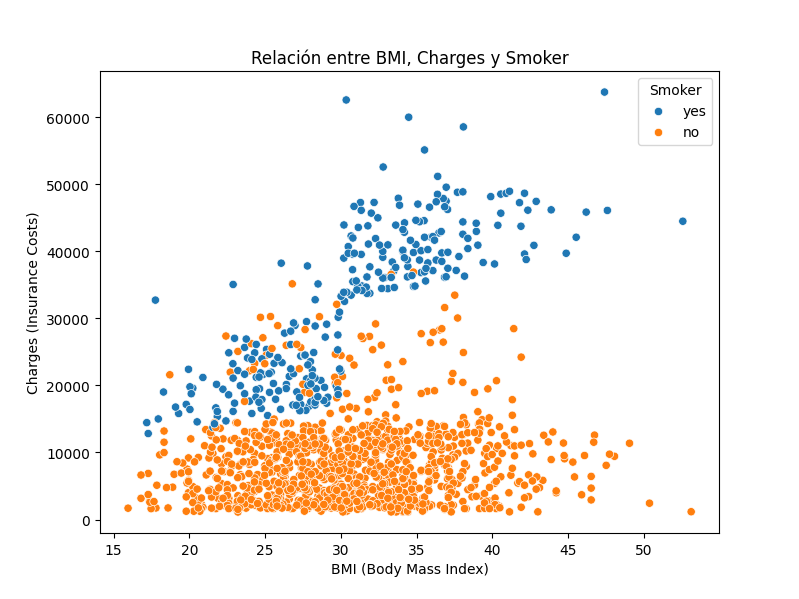 Relación entre BMI, Charges y Smoker
Smoker
yes
no
Charges (Insurance Costs)
60000
50000
40000
30000
20000
10000
0
15 20 25 30 35 40 45 50
BMI (Body Mass Index)